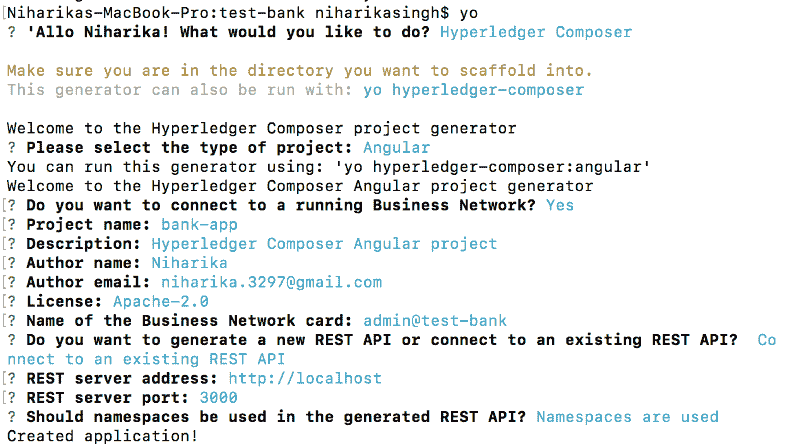 [Niharikas-MacBook-Pro:test-bank niharikasingh$ yo
? 'Allo Niharika! What would you like to do? Hyperledger Composer
Make sure you are in the directory you want to scaffold into.
This generator can also be run with: yo hyperledger-composer
Welcome to the Hyperledger Composer project generator
? Please select the type of project: Angular
You can run this generator using: 'yo hyperledger-composer:angular'
Welcome to the Hyperledger Composer Angular project generator
[? Do you want to connect to a running Business Network? Yes
[? Project name: bank-app
[? Description: Hyperledger Composer Angular project
[? Author name: Niharika
[? Author email: niharika.3297@gmail.com
[? License: Apache-2.0
[? Name of the Business Network card: admin@test-bank
? Do you want to generate a new REST API or connect to an existing REST API?  Co
nnect to an existing REST API
[? REST server address: http://localhost
[? REST server port: 3000
? Should namespaces be used in the generated REST API? Namespaces are used
Created application!